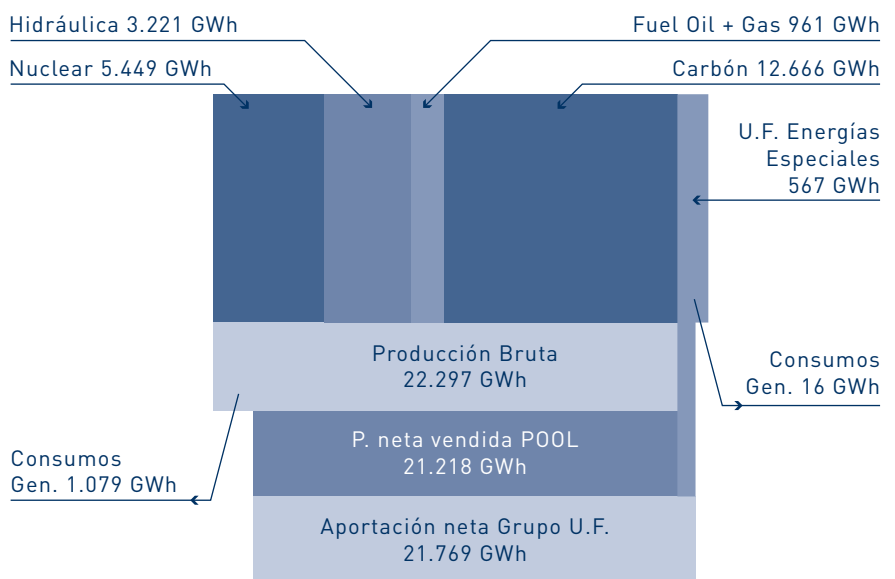 Hidráulica 3.221 GWh
Fuel Oil + Gas 961 GWh
Nuclear 5.449 GWh
Carbón 12.666 GWh
U.F. Energías
Especiales
567 GWh
Producción Bruta
22.297 GWh
Consumos
Gen. 16 GWh
P. neta vendida POOL
21.218 GWh
Consumos
Gen. 1.079 GWh
Aportación neta Grupo U.F.
21.769 GWh